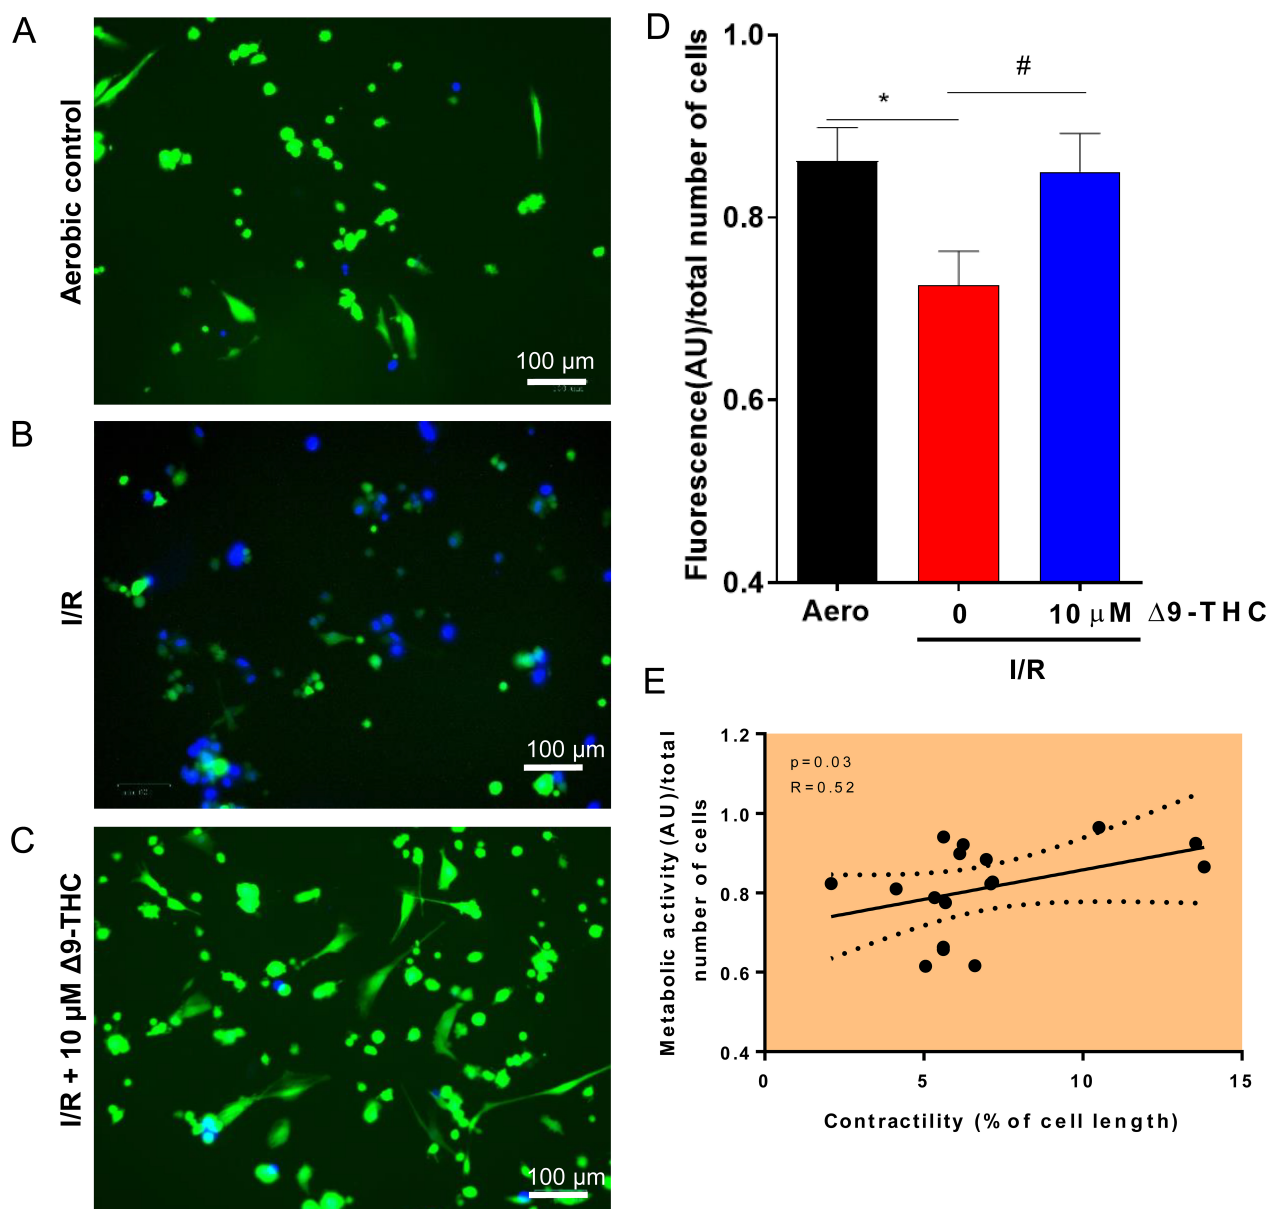 A
Aerobic control
100 µm
B
I/R
100 µm
C
I/R + 10 µM Δ9-THC
100 µm
D
Fluorescence(AU)/total number of cells
1.0
0.8
0.6
0.4
*
#
Aero 0 10 µM Δ9-THC
I/R
E
Metabolic activity (AU)/total
number of cells
1.2
1.0
0.8
0.6
0.4
p=0.03
R=0.52
0 5 10 15
Contractility (% of cell length)